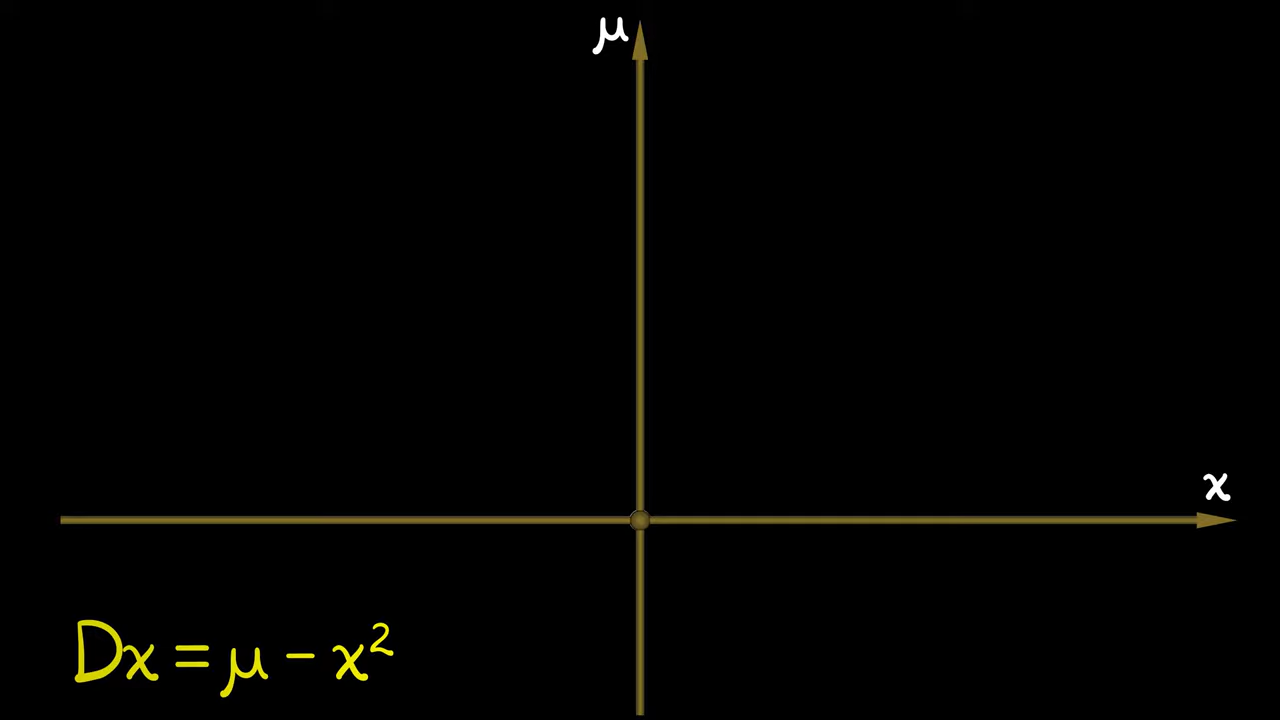 μ
x
Dx = μ - x²